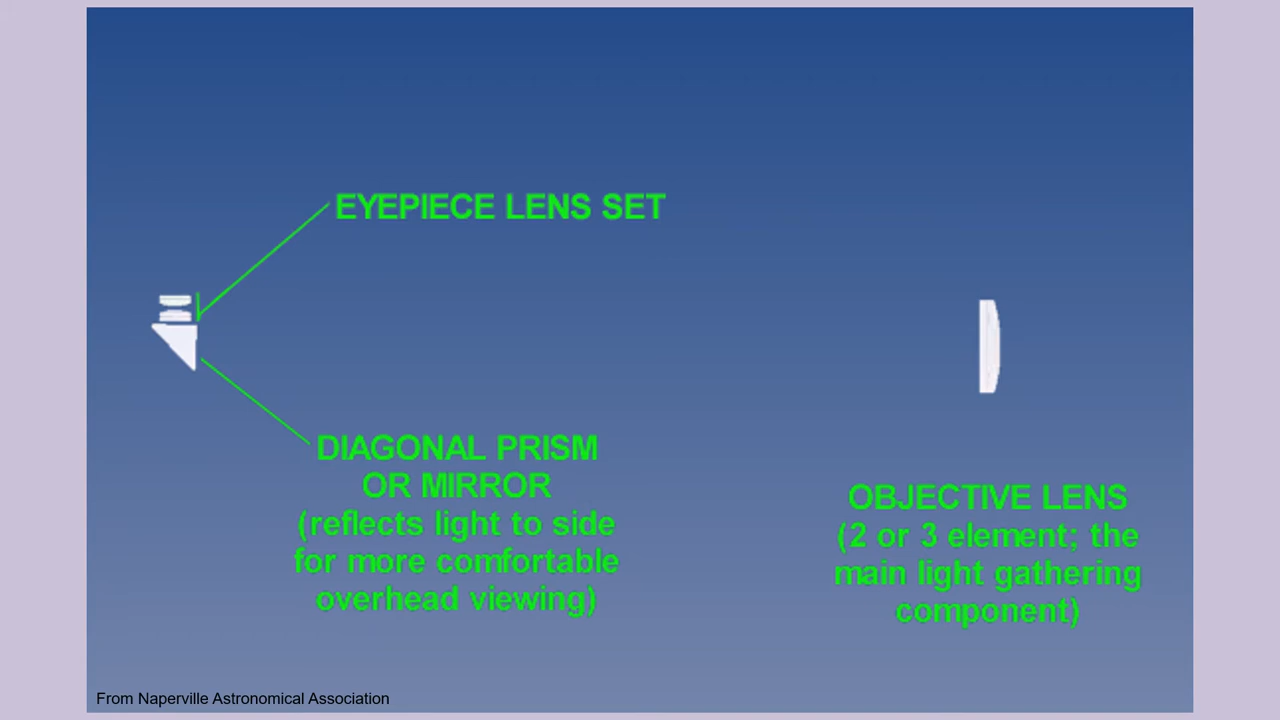 EYEPIECE LENS SET
DIAGONAL PRISM
OR MIRROR
(reflects light to side
for more comfortable
overhead viewing)
OBJECTIVE LENS
(2 or 3 element; the
main light gathering
component)
From Naperville Astronomical Association